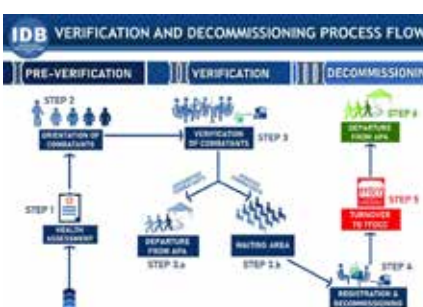 IDB VERIFICATION AND DECOMMISSIONING PROCESS FLOW
PRE-VERIFICATION
VERIFICATION
DECOMMISSIONIN
STEP 2
ORIENTATION OF
COMBATANTS
VERIFICATION
OF COMBATANTS
STEP 3
STEP 6
DEPARTURE
FROM APA
STEP 1
HEALTH
ASSESSMENT
STEP 5
TURNOVER
DEPARTURE
FROM APA
STEP 3.a
WAITING AREA
STEP 3.b
STEP 4
REGISTRATION &
DECOMMISSIONING